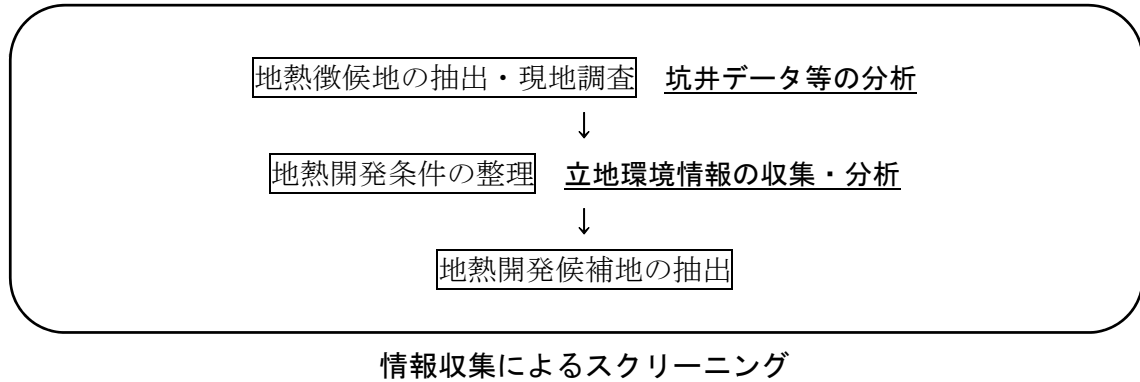 地熱徴候地の抽出・現地調査 坑井データ等の分析
↓
地熱開発条件の整理 立地環境情報の収集・分析
↓
地熱開発候補地の抽出
情報収集によるスクリーニング